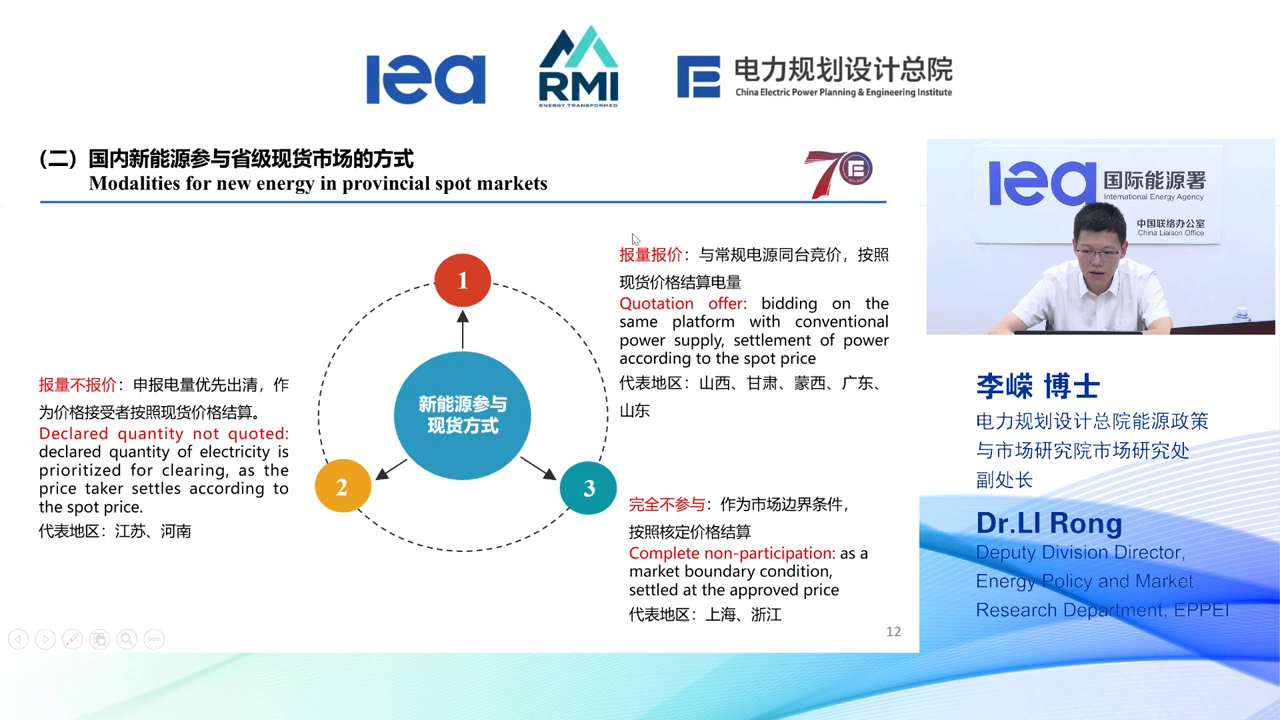 iea
RMI
ENERGY TRANSFORMED
电力规划设计总院
China Electric Power Planning & Engineering Institute
(二) 国内新能源参与省级现货市场的方式
Modalities for new energy in provincial spot markets
70
1
新能源参与
现货方式
2
3
报量报价：与常规电源同台竞价，按照
现货价格结算电量
Quotation offer: bidding on the
same platform with conventional
power supply, settlement of power
according to the spot price
代表地区：山西、甘肃、蒙西、广东、
山东
报量不报价：申报电量优先出清，作
为价格接受者按照现货价格结算。
Declared quantity not quoted:
declared quantity of electricity is
prioritized for clearing, as the
price taker settles according to
the spot price.
代表地区：江苏、河南
完全不参与：作为市场边界条件，
按照核定价格结算
Complete non-participation: as a
market boundary condition,
settled at the approved price
代表地区：上海、浙江
12
iea 国际能源署
International Energy Agency
中国联络办公室
China Liaison Office
李嵘 博士
电力规划设计总院能源政策
与市场研究院市场研究处
副处长
Dr.LI Rong
Deputy Division Director,
Energy Policy and Market
Research Department, EPPEI